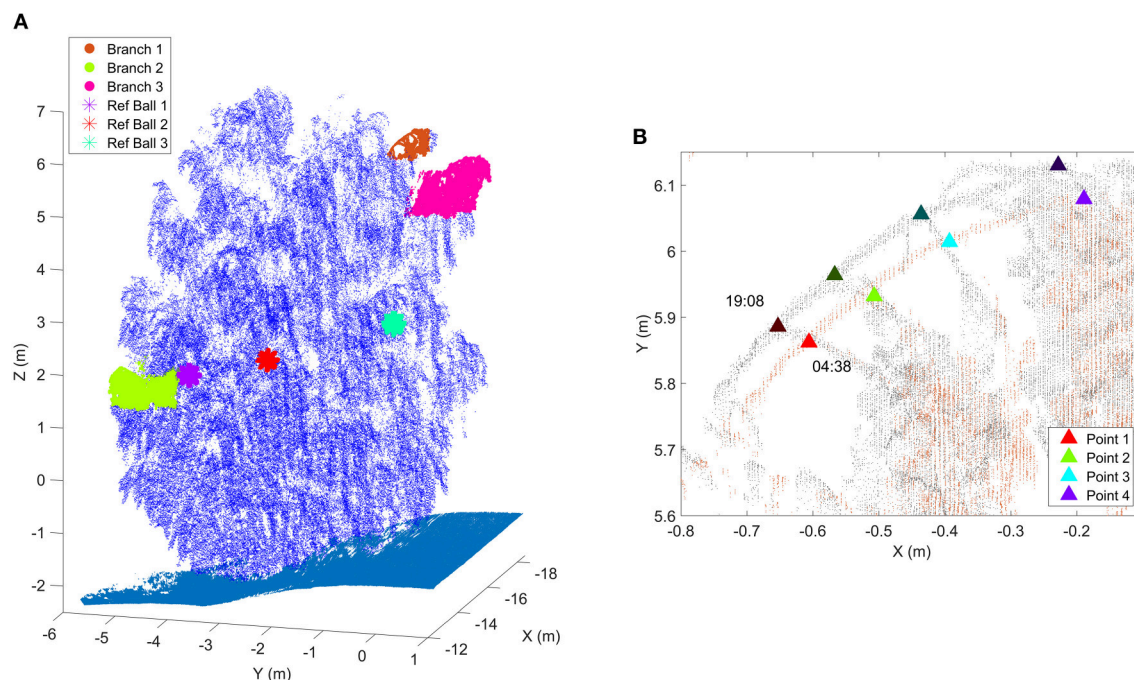 A
Branch 1
Branch 2
Branch 3
Ref Ball 1
Ref Ball 2
Ref Ball 3
7
6
5
4
3
2
1
0
-1
-2
Z (m)
-6
-5
-4
-3
-2
-1
0
1
Y (m)
-12
-14
-16
-18
X (m)
B
6.1
6
5.9
5.8
5.7
5.6
Y (m)
19:08
04:38
Point 1
Point 2
Point 3
Point 4
-0.8 -0.7 -0.6 -0.5 -0.4 -0.3 -0.2
X (m)